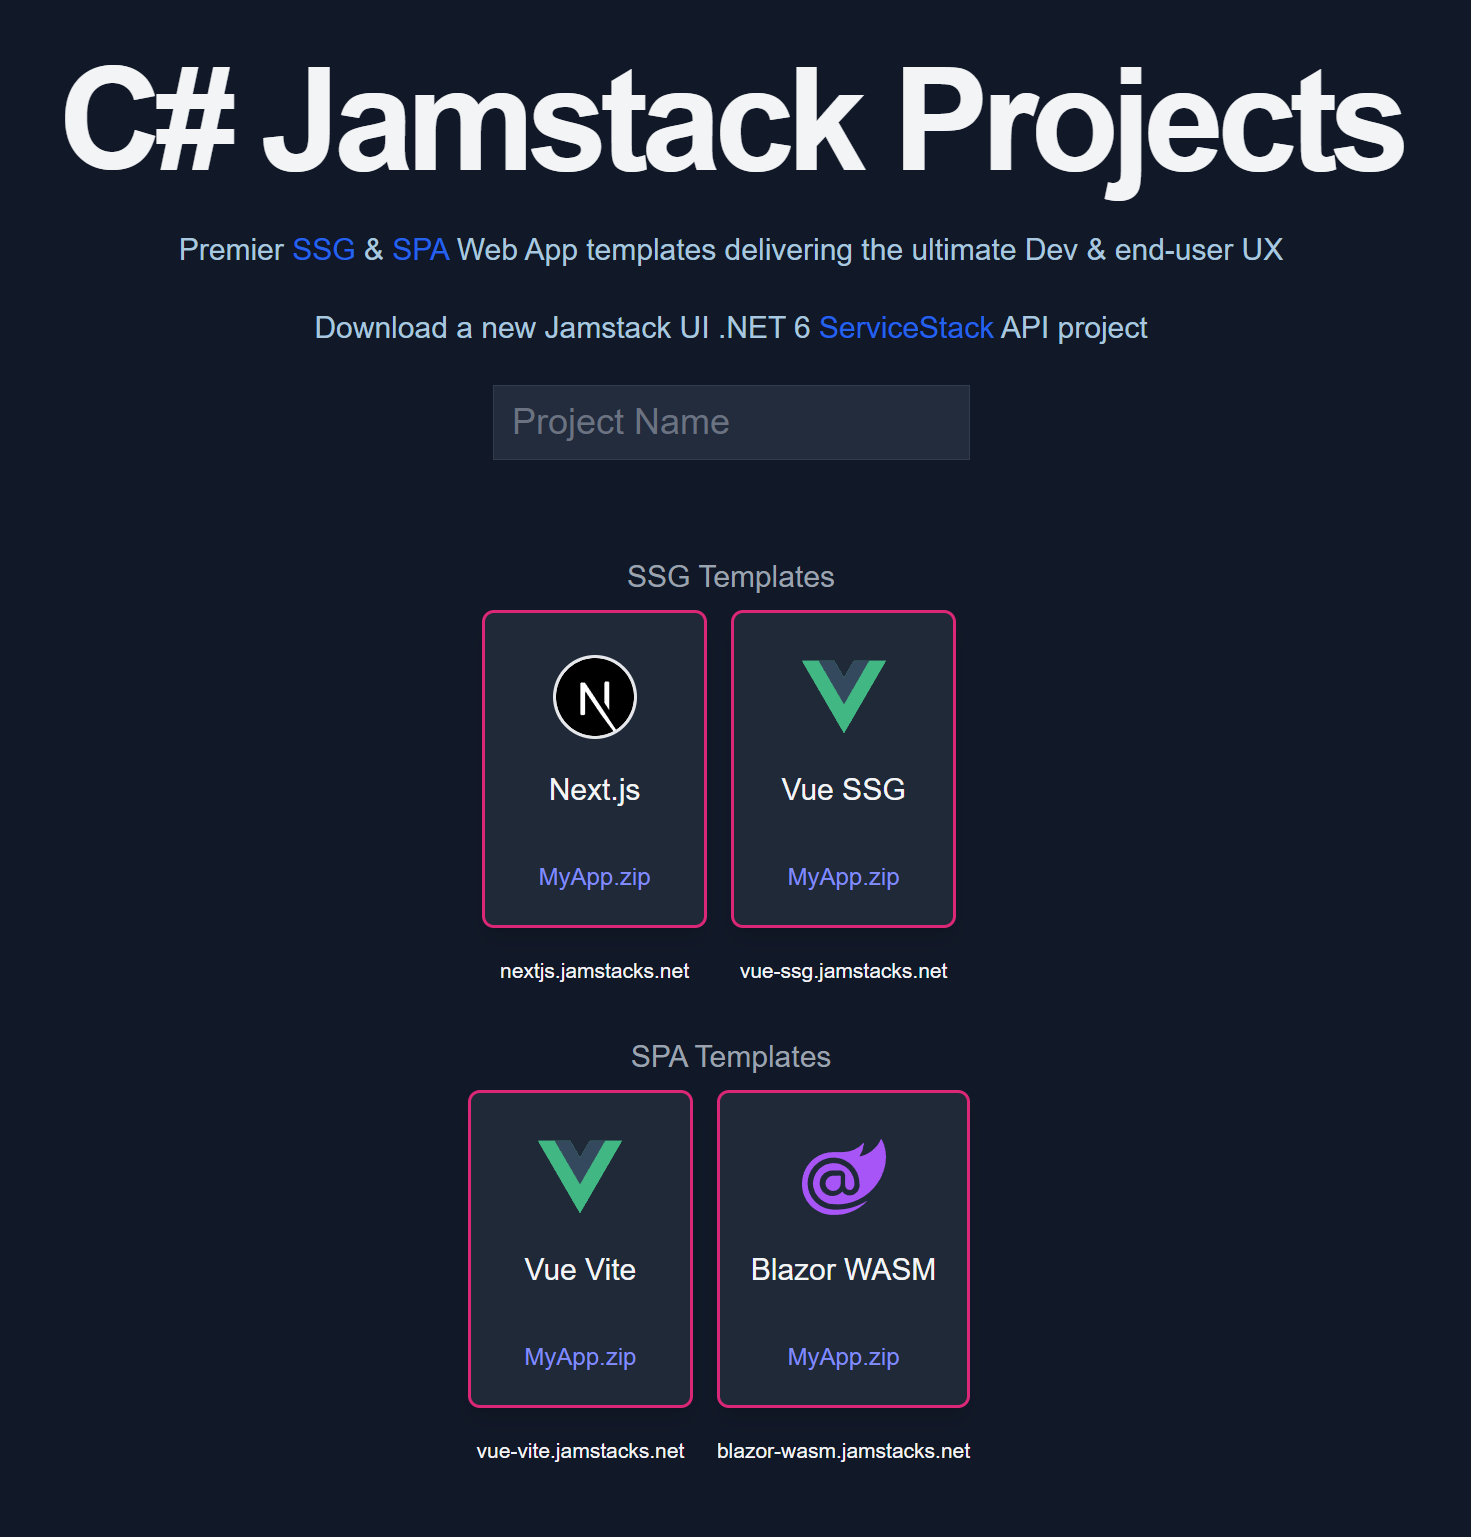 C# Jamstack Projects
Premier SSG & SPA Web App templates delivering the ultimate Dev & end-user UX
Download a new Jamstack UI .NET 6 ServiceStack API project
Project Name
SSG Templates
N
Next.js
Vue SSG
MyApp.zip
MyApp.zip
nextjs.jamstacks.net
vue-ssg.jamstacks.net
SPA Templates
@
Vue Vite
Blazor WASM
MyApp.zip
MyApp.zip
vue-vite.jamstacks.net
blazor-wasm.jamstacks.net